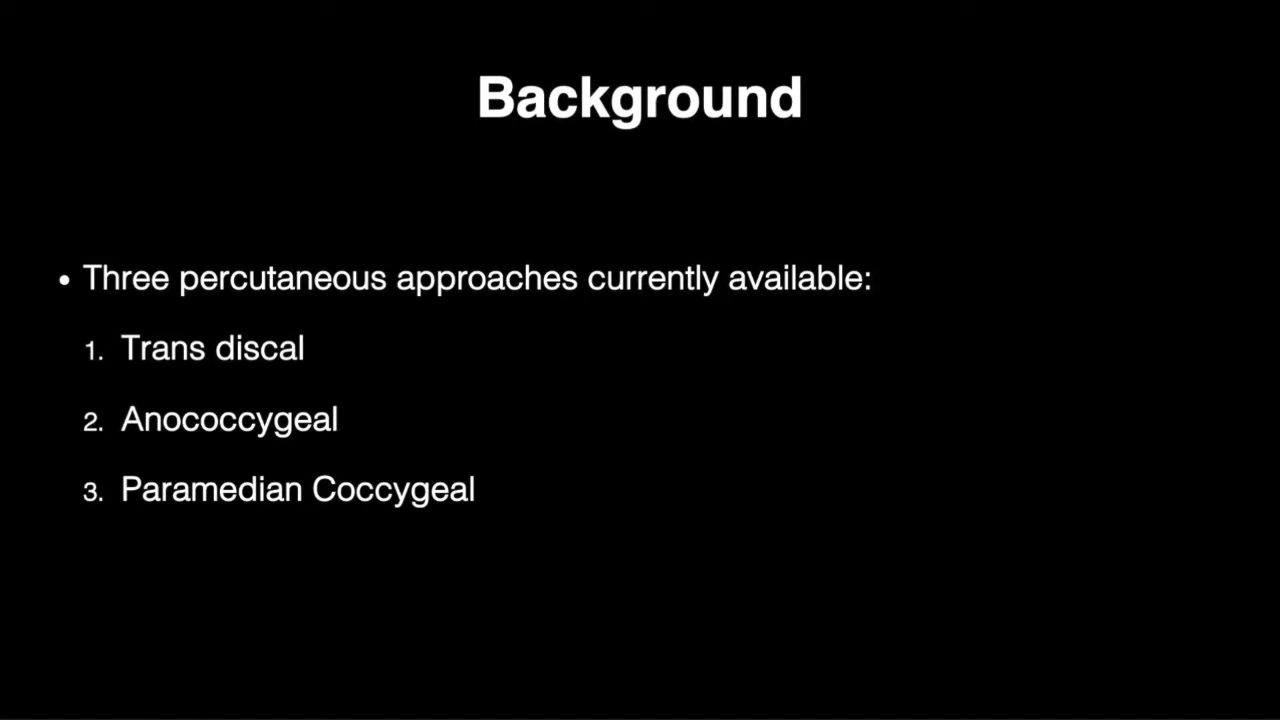 Background
• Three percutaneous approaches currently available:
1. Trans discal
2. Anococcygeal
3. Paramedian Coccygeal